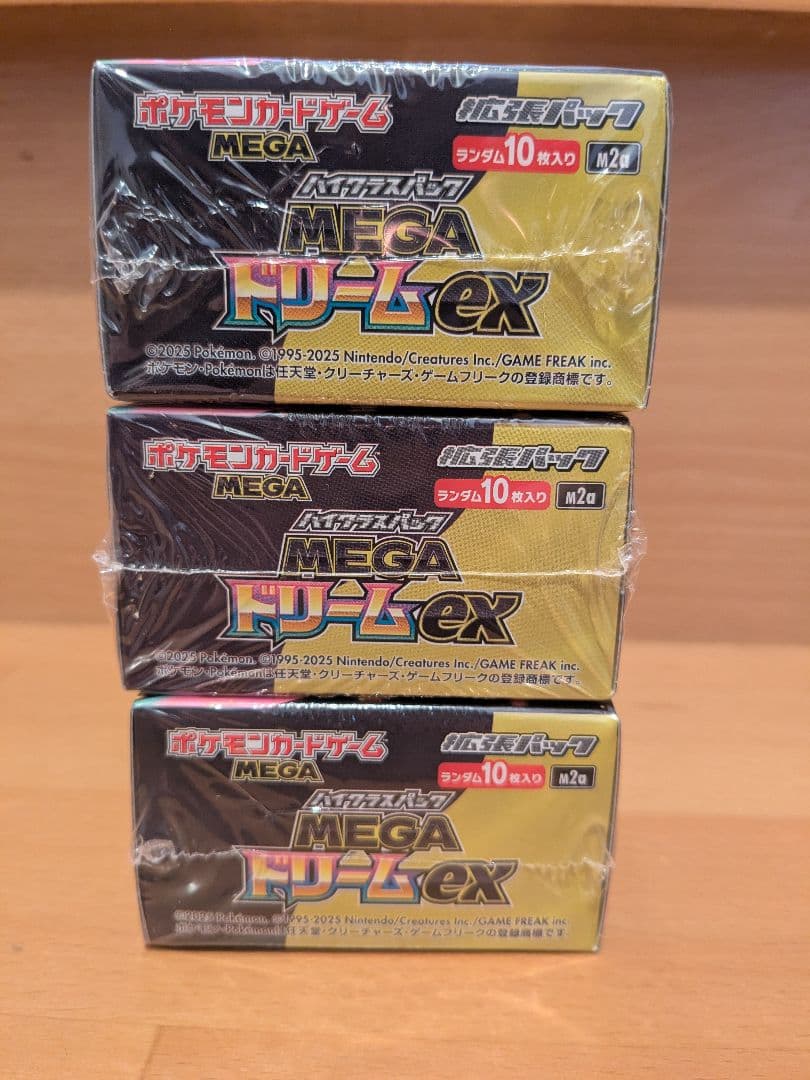 ポケモンカードゲーム
MEGA
拡張パック
ランダム10枚入り M2a
ハイクラスパック
MEGA
ドリームex
©2025 Pokémon. ©1995-2025 Nintendo/Creatures Inc./GAME FREAK inc.
ポケモン・Pokémonは任天堂・クリーチャーズ・ゲームフリークの登録商標です。
ポケモンカードゲーム
MEGA
拡張パック
ランダム10枚入り M2a
ハイクラスパック
MEGA
ドリームex
©2025 Pokémon. ©1995-2025 Nintendo/Creatures Inc./GAME FREAK inc.
ポケモン・Pokémonは任天堂・クリーチャーズ・ゲームフリークの登録商標です。
ポケモンカードゲーム
MEGA
拡張パック
ランダム10枚入り M2a
ハイクラスパック
MEGA
ドリームex
©2025 Pokémon. ©1995-2025 Nintendo/Creatures Inc./GAME FREAK inc.
ポケモン・Pokémonは任天堂・クリーチャーズ・ゲームフリークの登録商標です。